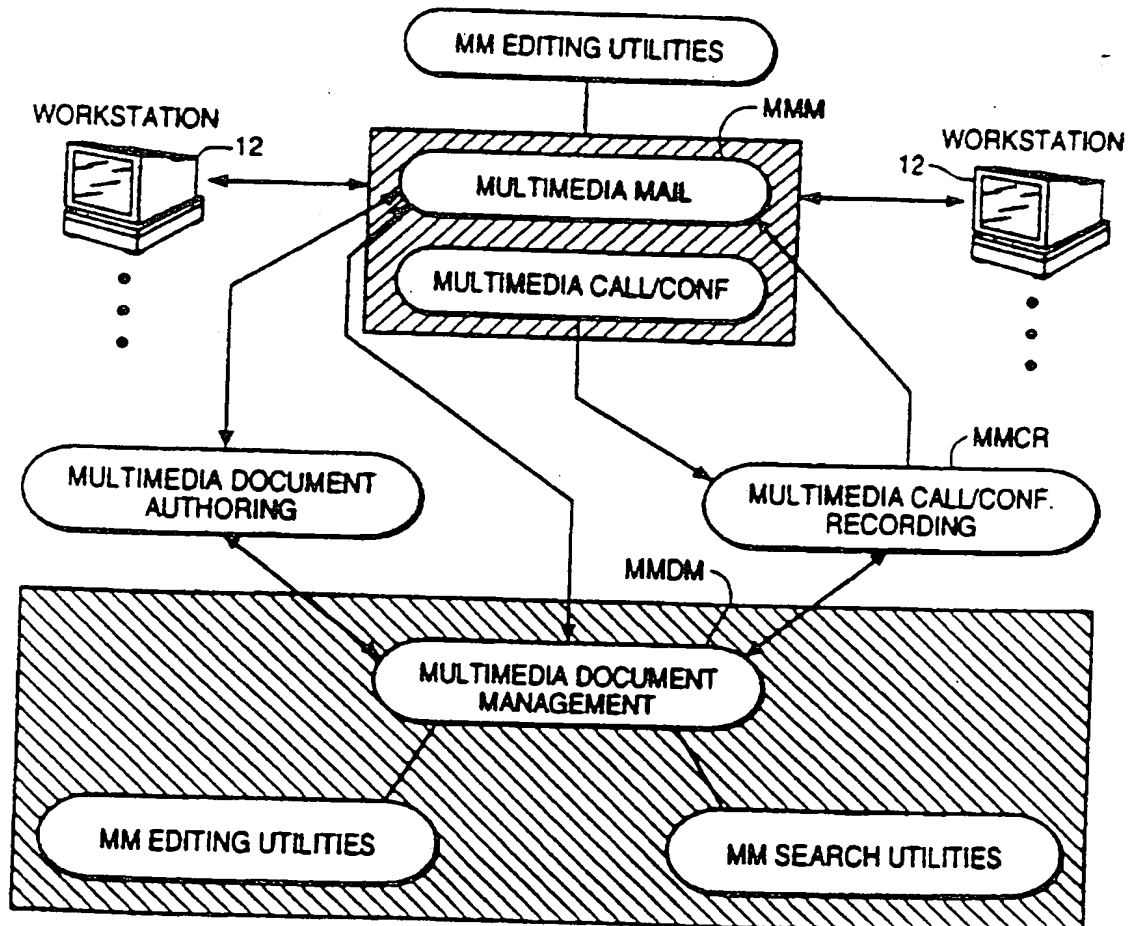 MM EDITING UTILITIES
MMM
WORKSTATION
12
WORKSTATION
12
MULTIMEDIA MAIL
MULTIMEDIA CALL/CONF
MMCR
MULTIMEDIA DOCUMENT
AUTHORING
MULTIMEDIA CALL/CONF.
RECORDING
MMDM
MULTIMEDIA DOCUMENT
MANAGEMENT
MM EDITING UTILITIES
MM SEARCH UTILITIES